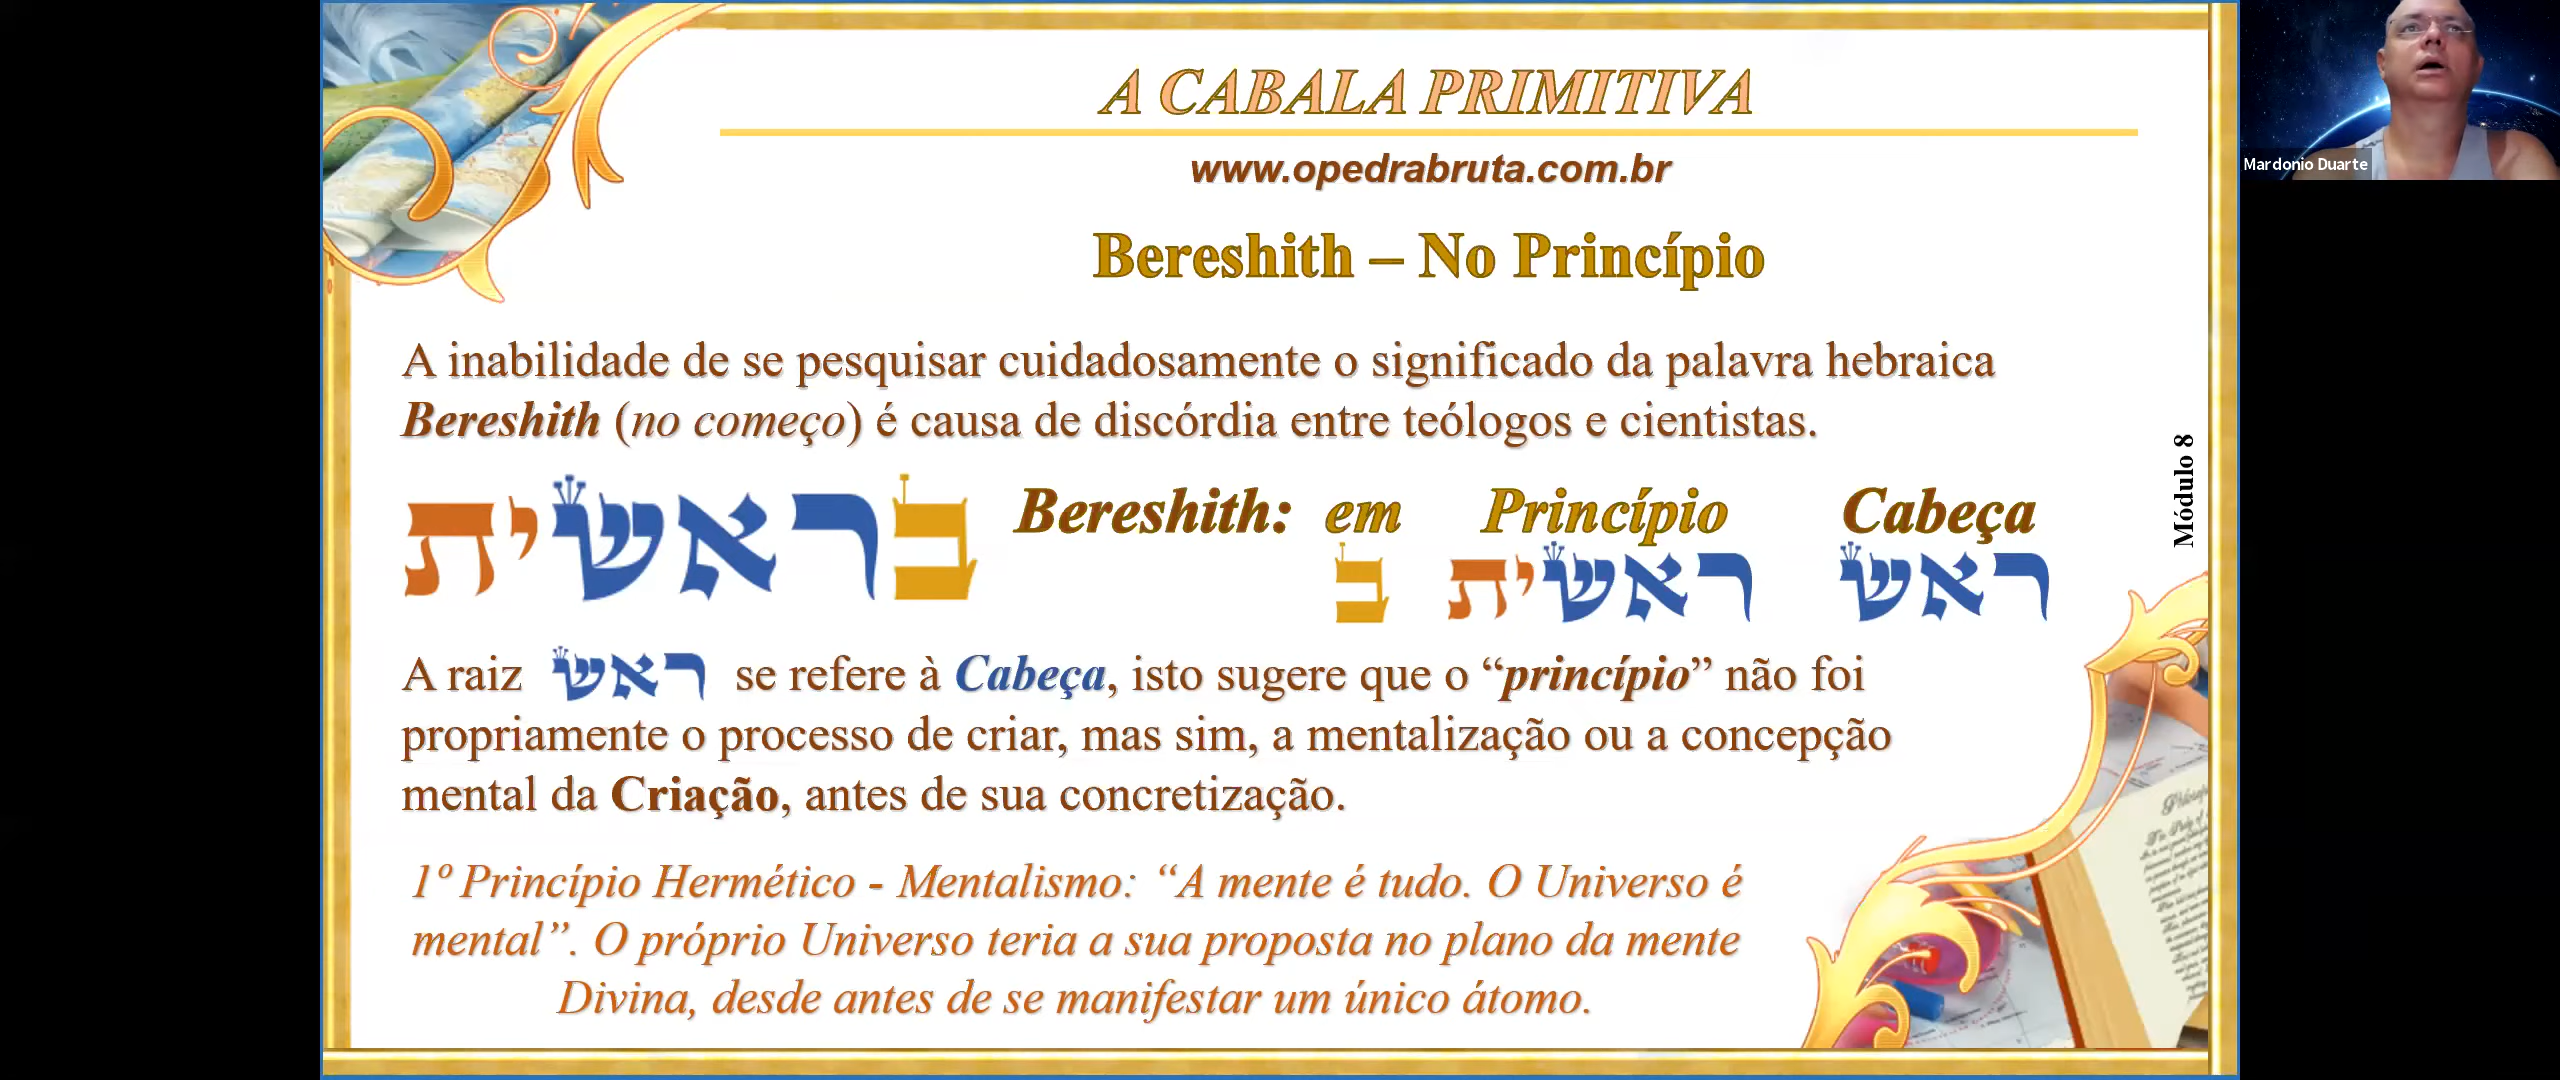 A CABALA PRIMITIVA
www.opedrabruta.com.br
Bereshith – No Princípio
A inabilidade de se pesquisar cuidadosamente o significado da palavra hebraica
Bereshith (no começo) é causa de discórdia entre teólogos e cientistas.
בראשית Bereshith: em Princípio Cabeça
ב ראשית ראש
A raiz ראש se refere à Cabeça, isto sugere que o “princípio” não foi
propriamente o processo de criar, mas sim, a mentalização ou a concepção
mental da Criação, antes de sua concretização.
1º Princípio Hermético - Mentalismo: “A mente é tudo. O Universo é
mental”. O próprio Universo teria a sua proposta no plano da mente
Divina, desde antes de se manifestar um único átomo.
Módulo 8
Mardonio Duarte